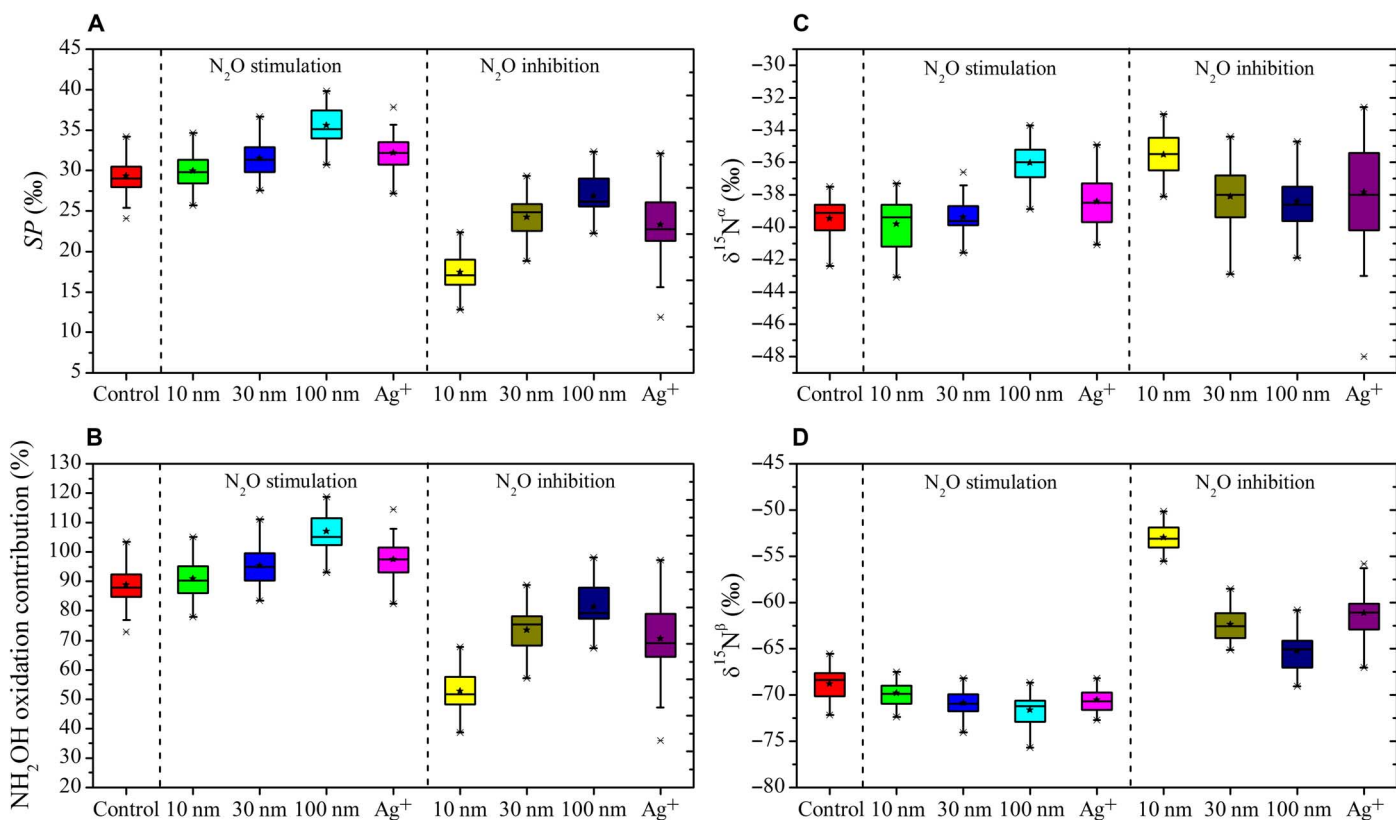 A
SP (‰)
45
40
35
30
25
20
15
10
5
N₂O stimulation
N₂O inhibition
Control 10 nm 30 nm 100 nm Ag⁺ 10 nm 30 nm 100 nm Ag⁺
B
NH₂OH oxidation contribution (%)
130
120
110
100
90
80
70
60
50
40
30
20
N₂O stimulation
N₂O inhibition
Control 10 nm 30 nm 100 nm Ag⁺ 10 nm 30 nm 100 nm Ag⁺
C
δ¹⁵Nᵅ (‰)
−29
−30
−32
−34
−36
−38
−40
−42
−44
−46
−48
N₂O stimulation
N₂O inhibition
Control 10 nm 30 nm 100 nm Ag⁺ 10 nm 30 nm 100 nm Ag⁺
D
δ¹⁵Nᵝ (‰)
−45
−50
−55
−60
−65
−70
−75
−80
N₂O stimulation
N₂O inhibition
Control 10 nm 30 nm 100 nm Ag⁺ 10 nm 30 nm 100 nm Ag⁺